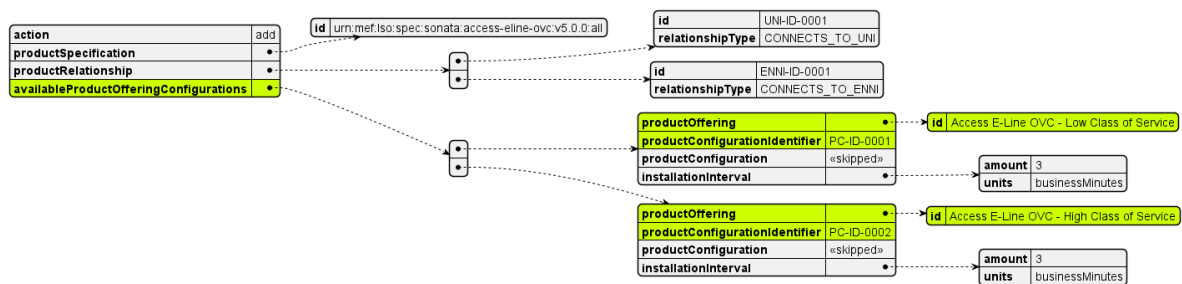 action add
productSpecification
productRelationship
availableProductOfferingConfigurations
id urn:mef:lso:spec:sonata:access-eline-ovc:v5.0.0:all
id UNI-ID-0001
relationshipType CONNECTS_TO_UNI
id ENNI-ID-0001
relationshipType CONNECTS_TO_ENNI
productOffering
productConfigurationIdentifier PC-ID-0001
productConfiguration «skipped»
installationInterval
id Access E-Line OVC - Low Class of Service
amount 3
units businessMinutes
productOffering
productConfigurationIdentifier PC-ID-0002
productConfiguration «skipped»
installationInterval
id Access E-Line OVC - High Class of Service
amount 3
units businessMinutes